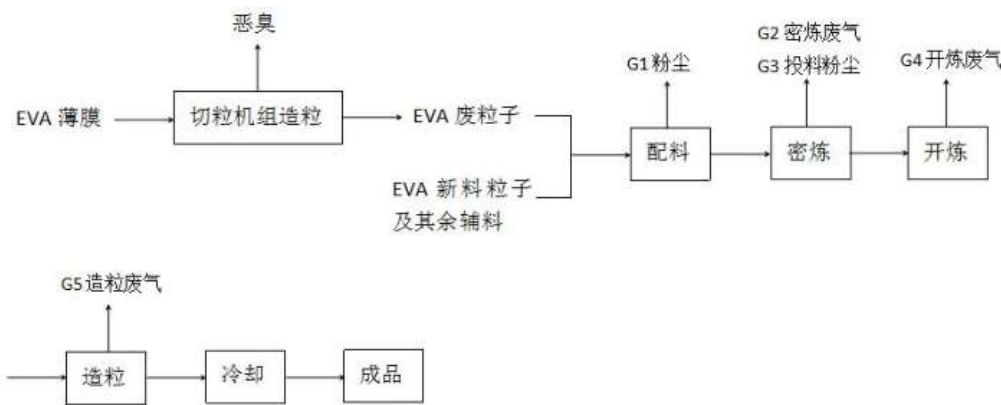 恶臭
G2 密炼废气
G1 粉尘
G3 投料粉尘
G4 开炼废气
EVA 薄膜
切粒机组造粒
EVA 废粒子
配料
密炼
开炼
EVA 新料粒子
及其余辅料
G5 造粒废气
造粒
冷却
成品